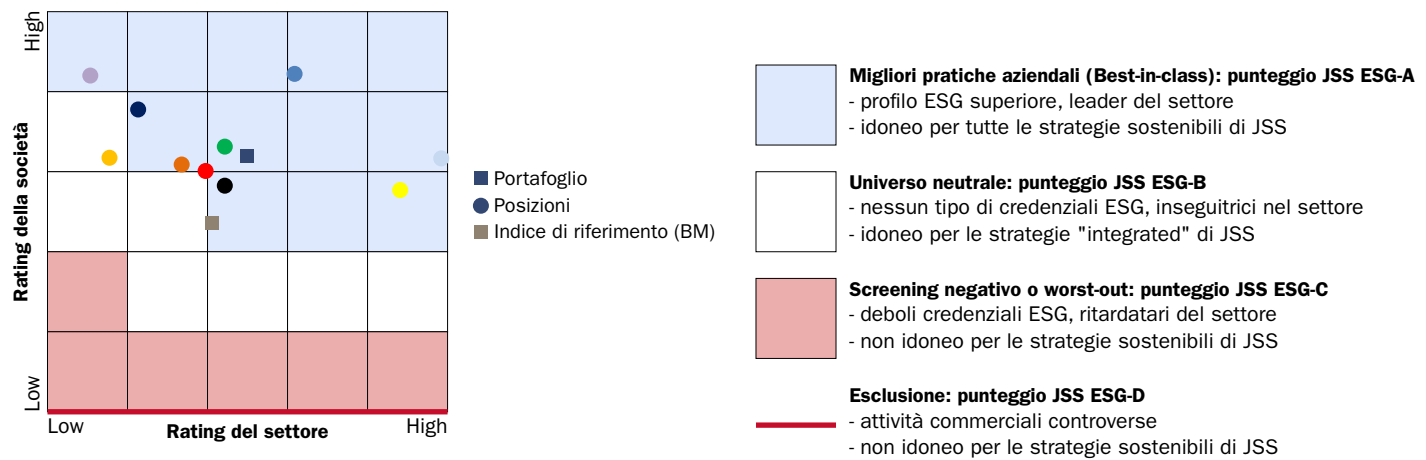 High
Rating della società
Low
Low
Rating del settore
High
Portafoglio
Posizioni
Indice di riferimento (BM)
Migliori pratiche aziendali (Best-in-class): punteggio JSS ESG-A
- profilo ESG superiore, leader del settore
- idoneo per tutte le strategie sostenibili di JSS
Universo neutrale: punteggio JSS ESG-B
- nessun tipo di credenziali ESG, inseguitrici nel settore
- idoneo per le strategie "integrated" di JSS
Screening negativo o worst-out: punteggio JSS ESG-C
- deboli credenziali ESG, ritardatari del settore
- non idoneo per le strategie sostenibili di JSS
Esclusione: punteggio JSS ESG-D
- attività commerciali controverse
- non idoneo per le strategie sostenibili di JSS